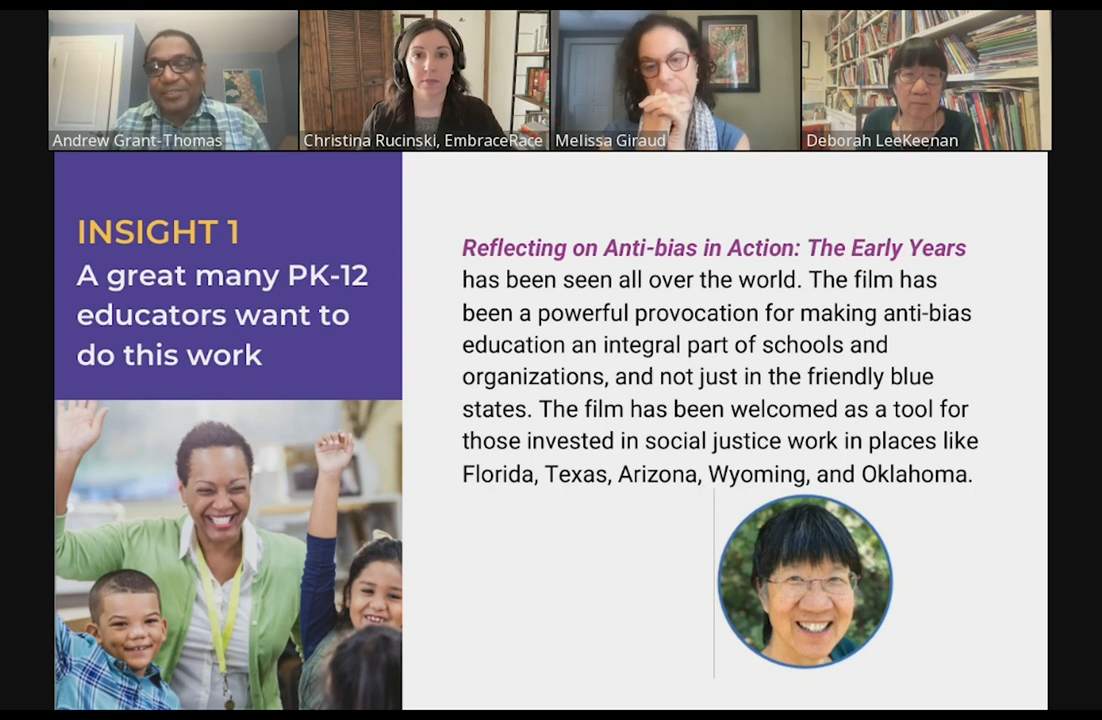 Andrew Grant-Thomas
Christina Rucinski, EmbraceRace
Melissa Giraud
Deborah LeeKeenan
INSIGHT 1
A great many PK-12
educators want to
do this work
Reflecting on Anti-bias in Action: The Early Years
has been seen all over the world. The film has
been a powerful provocation for making anti-bias
education an integral part of schools and
organizations, and not just in the friendly blue
states. The film has been welcomed as a tool for
those invested in social justice work in places like
Florida, Texas, Arizona, Wyoming, and Oklahoma.